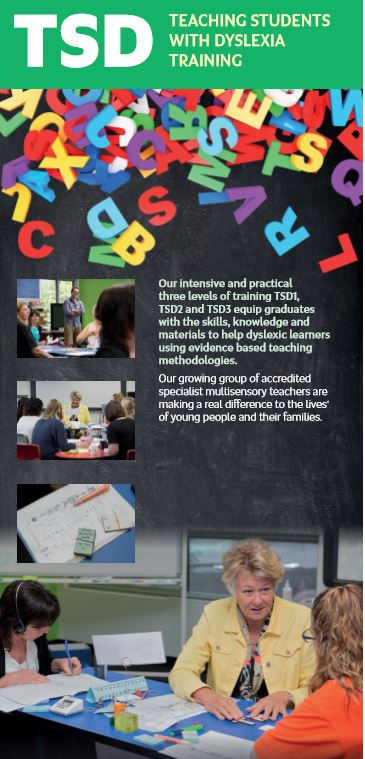 TSD
TEACHING STUDENTS
WITH DYSLEXIA
TRAINING
Our intensive and practical
three levels of training TSD1,
TSD2 and TSD3 equip graduates
with the skills, knowledge and
materials to help dyslexic learners
using evidence based teaching
methodologies.
Our growing group of accredited
specialist multisensory teachers are
making a real difference to the lives'
of young people and their families.